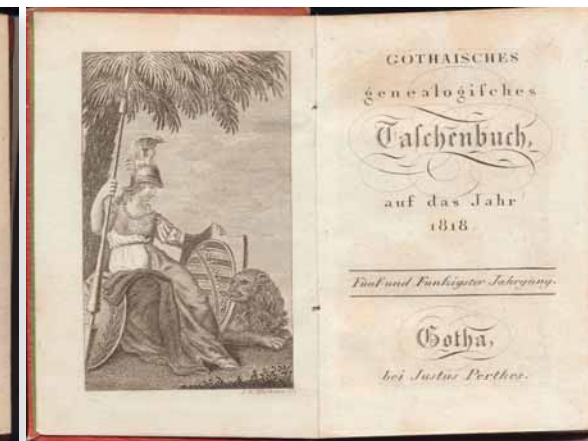 GOTHAISCHES
genealogisches
Taschenbuch,
auf das Jahr
1818.
Fünf und Funfzigster Jahrgang.
Gotha,
bei Justus Perthes.